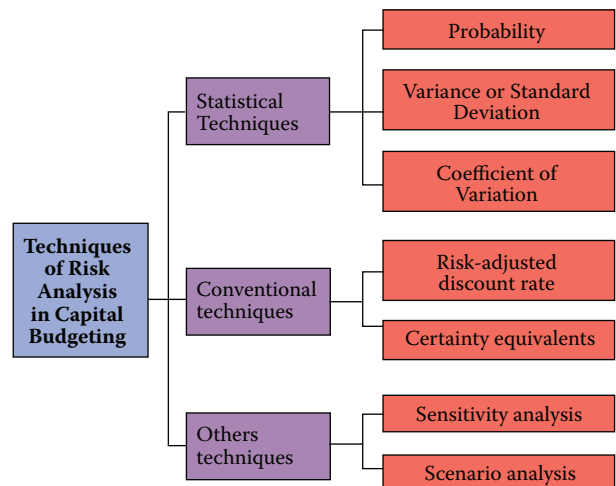 Techniques
of Risk
Analysis
in Capital
Budgeting
Statistical
Techniques
Probability
Variance or Standard
Deviation
Coefficient of
Variation
Conventional
techniques
Risk-adjusted
discount rate
Certainty equivalents
Others
techniques
Sensitivity analysis
Scenario analysis